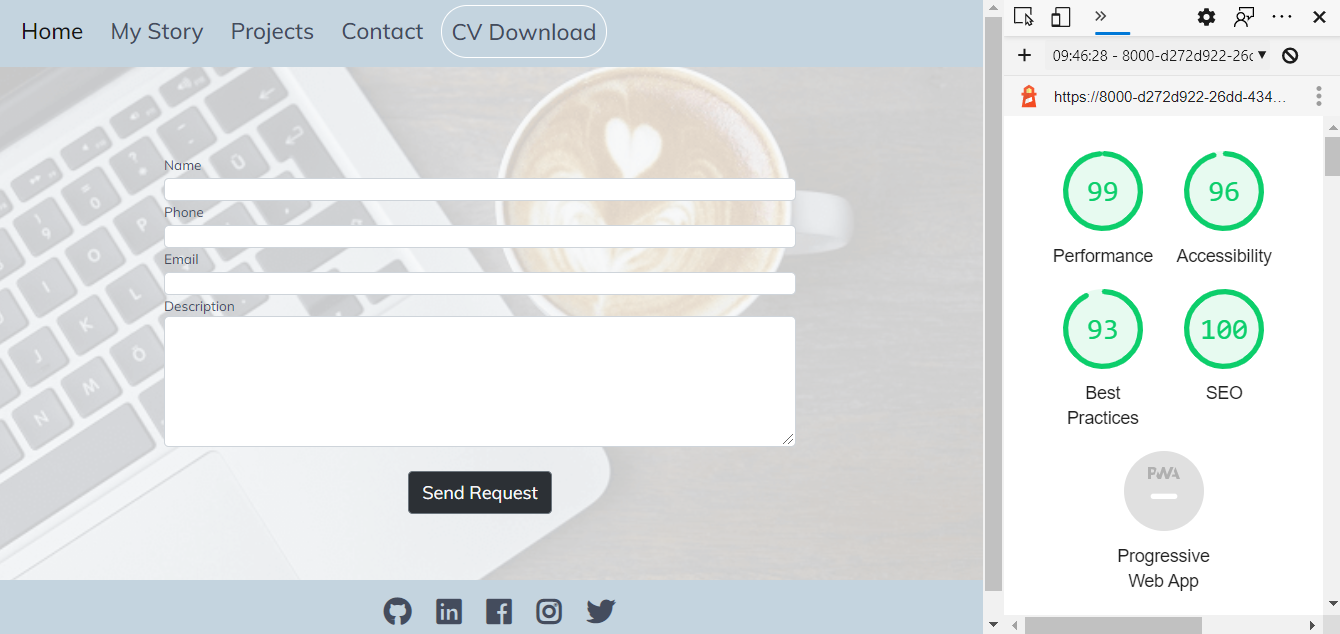 Home My Story Projects Contact CV Download
Name
Phone
Email
Description
Send Request
09:46:28 - 8000-d272d922-26c
https://8000-d272d922-26dd-434...
99 96
Performance Accessibility
93 100
Best Practices SEO
PWA
Progressive
Web App